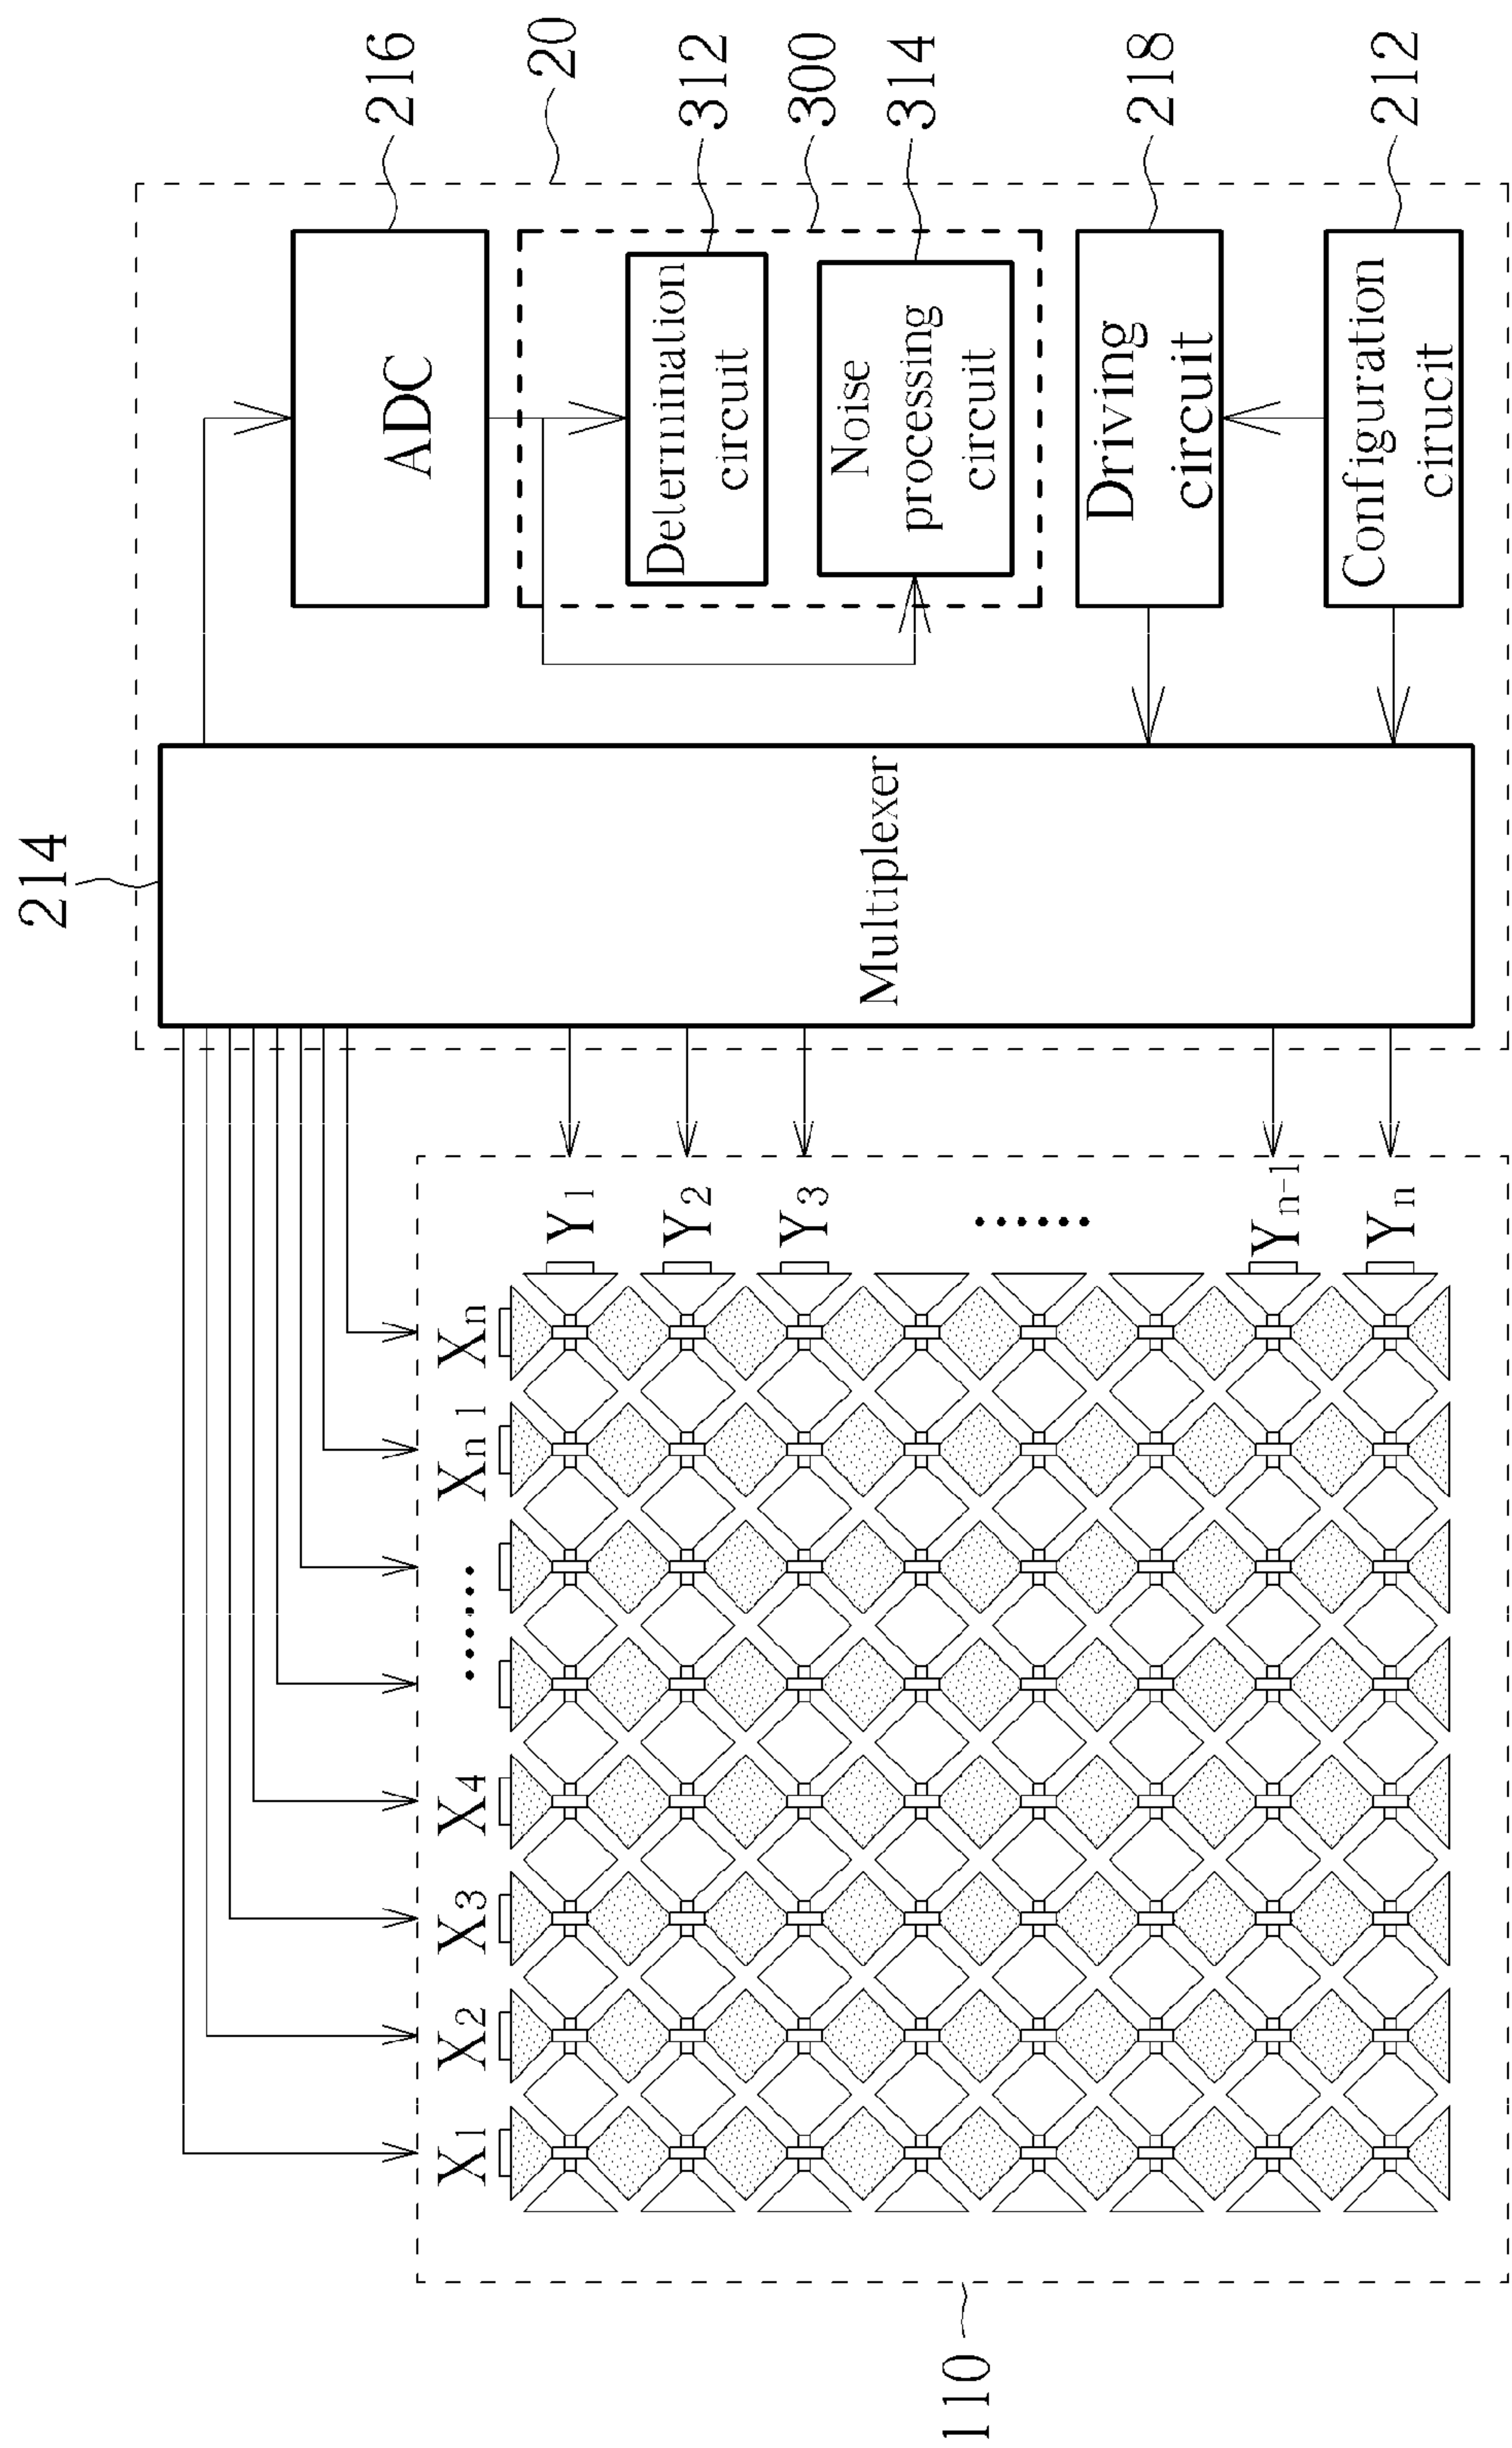 214
216
ADC
X1 X2 X3 X4 ...... Xn 1 Xn
20
Y1
Y2
Y3
......
Yn-1
Yn
312
Determination
circuit
300
Multiplexer
314
Noise
processing
circuit
110
218
Driving
circuit
212
Configuration
cirucit